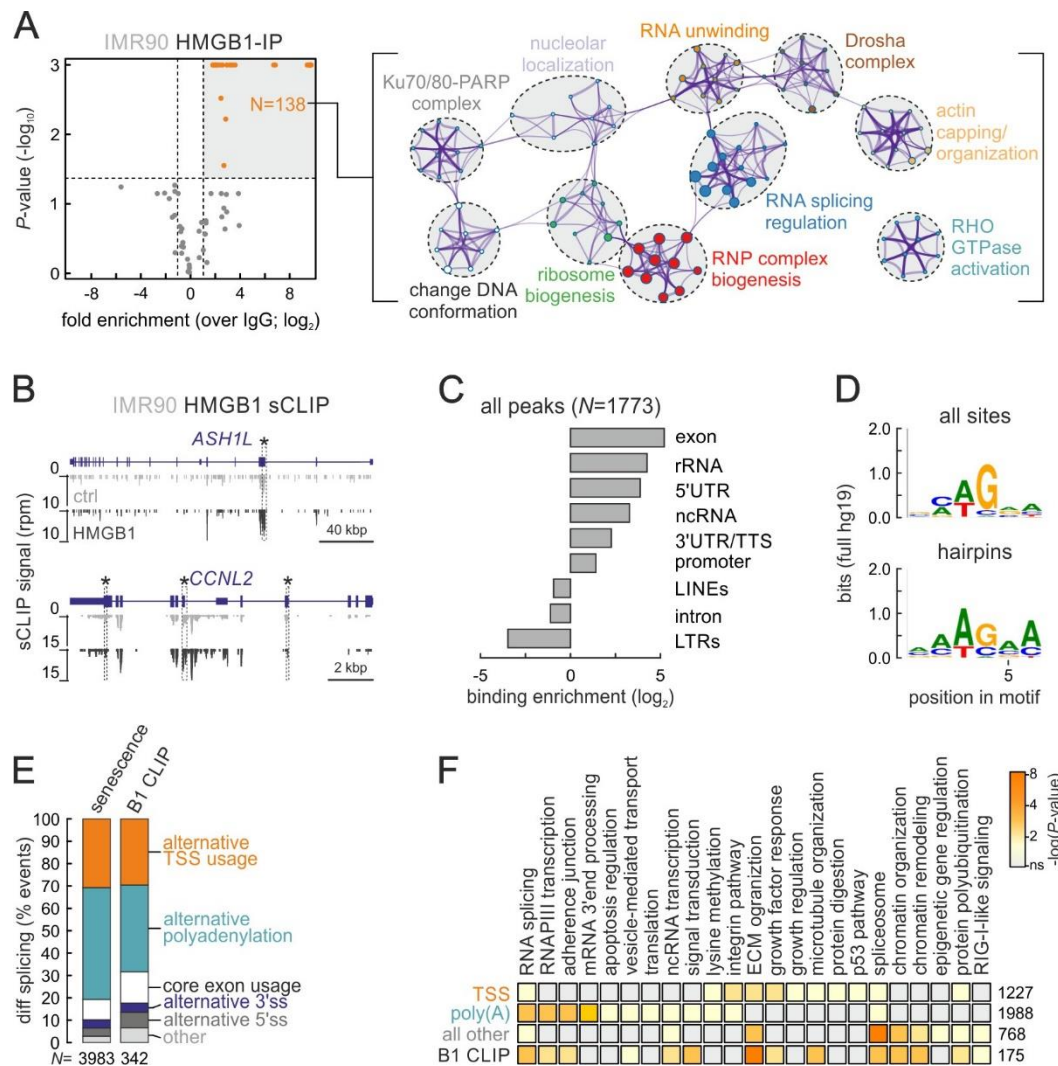 A
IMR90 HMGB1-IP
P-value (-log10)
3
2
1
0
N=138
-8
-4
0
4
8
fold enrichment (over IgG; log2)
Ku70/80-PARP
complex
nucleolar
localization
RNA unwinding
Drosha
complex
actin
capping/
organization
RNA splicing
regulation
RHO
GTPase
activation
change DNA
conformation
ribosome
biogenesis
RNP complex
biogenesis
B
IMR90 HMGB1 sCLIP
sCLIP signal (rpm)
ASH1L
*
0
ctrl
10
HMGB1
10
40 kbp
*
*
*
CCNL2
0
15
15
2 kbp
C
all peaks (N=1773)
exon
rRNA
5'UTR
ncRNA
3'UTR/TTS
promoter
LINEs
intron
LTRs
-5
0
5
binding enrichment (log2)
D
all sites
bits (full hg19)
2.0
1.0
0.0
hairpins
2.0
1.0
0.0
5
position in motif
E
senescence
B1 CLIP
diff splicing (% events)
100
90
80
70
60
50
40
30
20
10
0
alternative
TSS usage
alternative
polyadenylation
core exon usage
alternative 3'ss
alternative 5'ss
other
N= 3983 342
F
RNA splicing
RNAPII transcription
adherence junction
mRNA 3'end processing
apoptosis regulation
vesicle-mediated transport
translation
ncRNA transcription
signal transduction
lysine methylation
integrin pathway
ECM ogranization
growth factor response
growth regulation
microtubule organization
protein digestion
p53 pathway
spliceosome
chromatin organization
chromatin remodeling
epigenetic gene regulation
protein polyubiquitination
RIG-I-like signaling
8
4
2
ns
-log(P-value)
TSS 1227
poly(A) 1988
all other 768
B1 CLIP 175